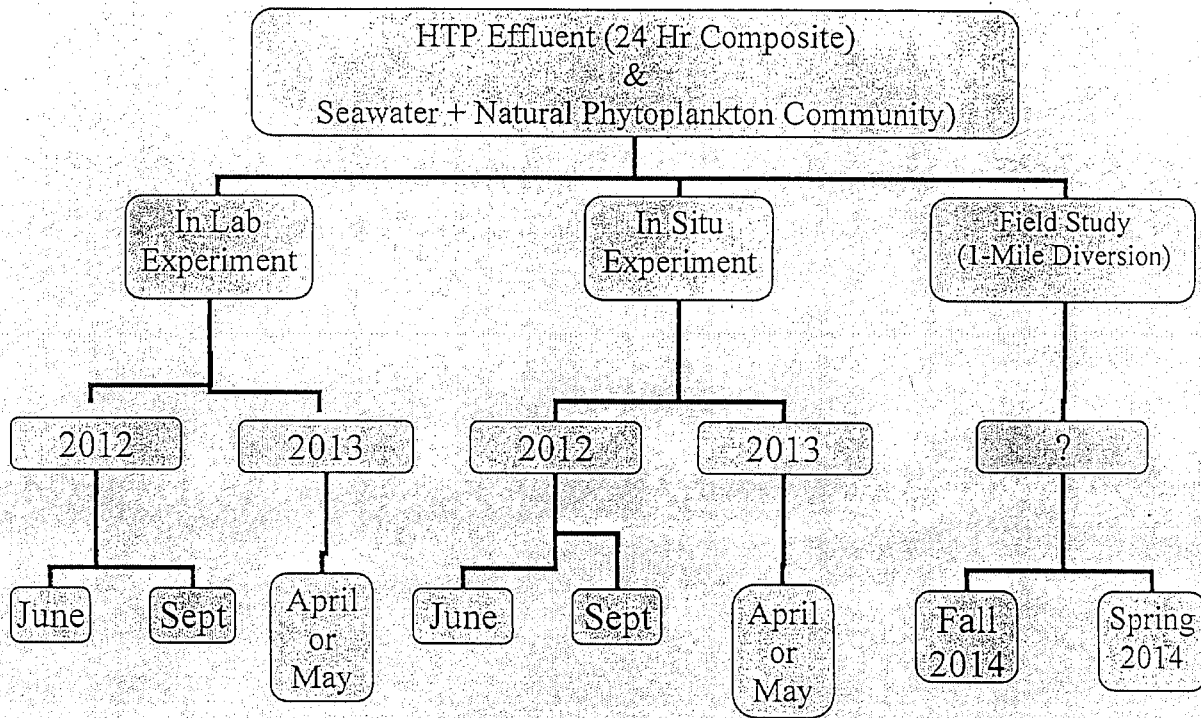 HTP Effluent (24 Hr Composite)
&
Seawater + Natural Phytoplankton Community)
In Lab
Experiment
In Situ
Experiment
Field Study
(1-Mile Diversion)
2012
2013
2012
2013
?
June
Sept
April
or
May
June
Sept
April
or
May
Fall
2014
Spring
2014